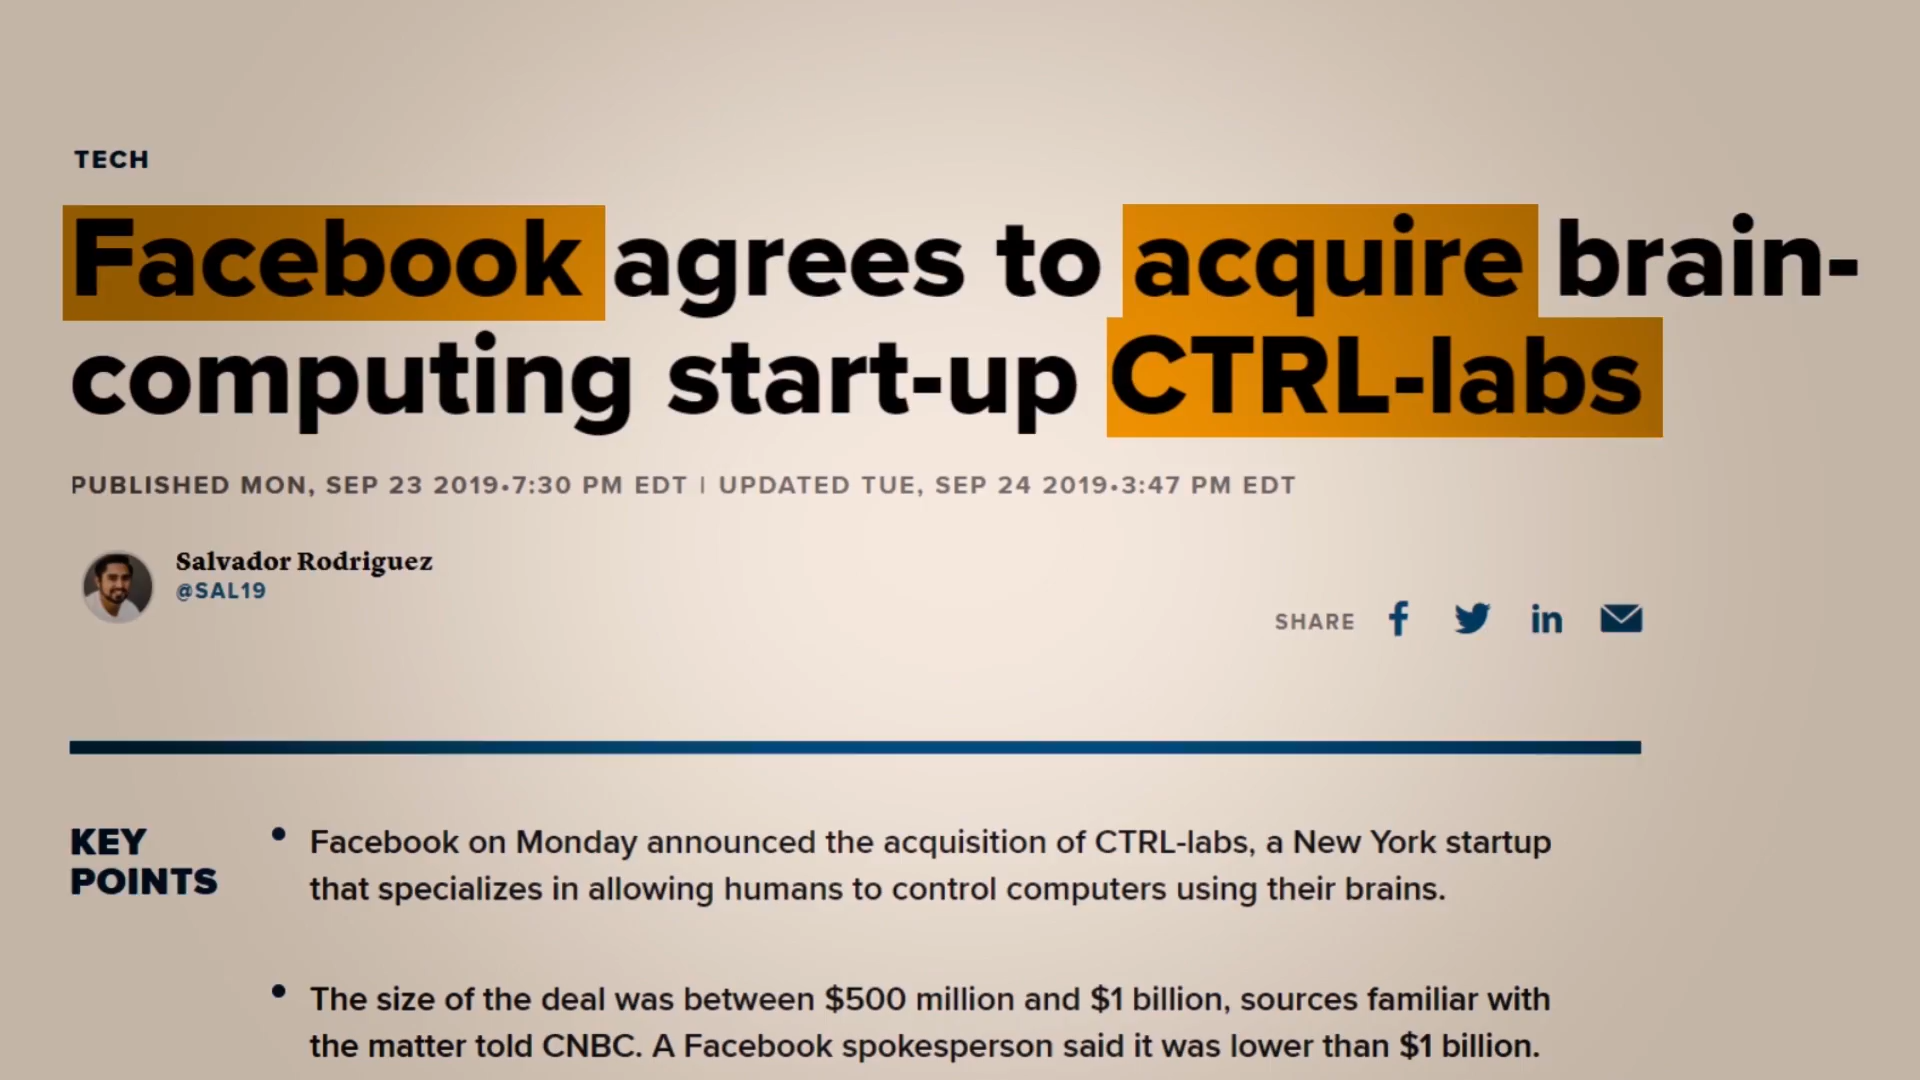 TECH
Facebook agrees to acquire brain-
computing start-up CTRL-labs
PUBLISHED MON, SEP 23 2019•7:30 PM EDT | UPDATED TUE, SEP 24 2019•3:47 PM EDT
Salvador Rodriguez
@SAL19
SHARE
KEY
POINTS
• Facebook on Monday announced the acquisition of CTRL-labs, a New York startup
that specializes in allowing humans to control computers using their brains.
• The size of the deal was between $500 million and $1 billion, sources familiar with
the matter told CNBC. A Facebook spokesperson said it was lower than $1 billion.